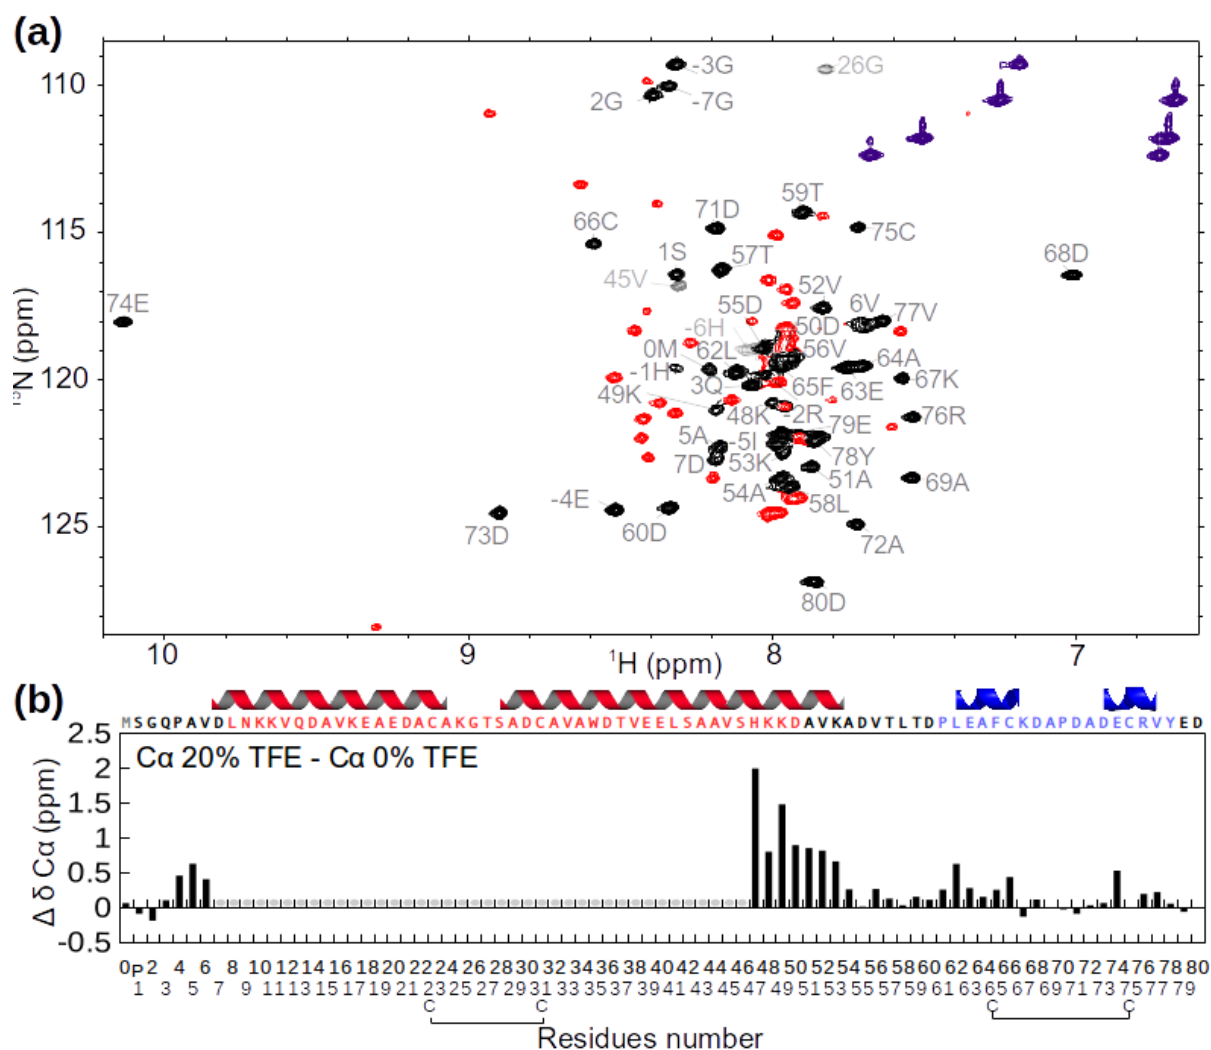 (a)
-3G
26G
110
2G
-7G
59T
115
66C
71D
75C
1S
57T
68D
45V
74E
52V
55D
6V
77V
-6H
50D
0M
62L
56V
64A
120
-1H
3Q
65F
63E
67K
49K
48K
-2R
76R
79E
5A
-5I
7D
53K
78Y
51A
69A
54A
58L
-4E
125
73D
60D
72A
80D
15N (ppm)
10
9
8
7
1H (ppm)
(b)
MSGQPAVDLNKKVQDAVKEAEDACAKGTSADCAVAWDTVEELSAAVSHKKDAVKADVTLTDPLEAFCKDAPDADECRVYED
Cα 20% TFE - Cα 0% TFE
2.5
2
1.5
1
0.5
0
-0.5
Δ δ Cα (ppm)
0 P 2 4 6 8 10 12 14 16 18 20 22 24 26 28 30 32 34 36 38 40 42 44 46 48 50 52 54 56 58 60 62 64 66 68 70 72 74 76 78 80
1 3 5 7 9 11 13 15 17 19 21 23 25 27 29 31 33 35 37 39 41 43 45 47 49 51 53 55 57 59 61 63 65 67 69 71 73 75 77 79
C C C C
Residues number